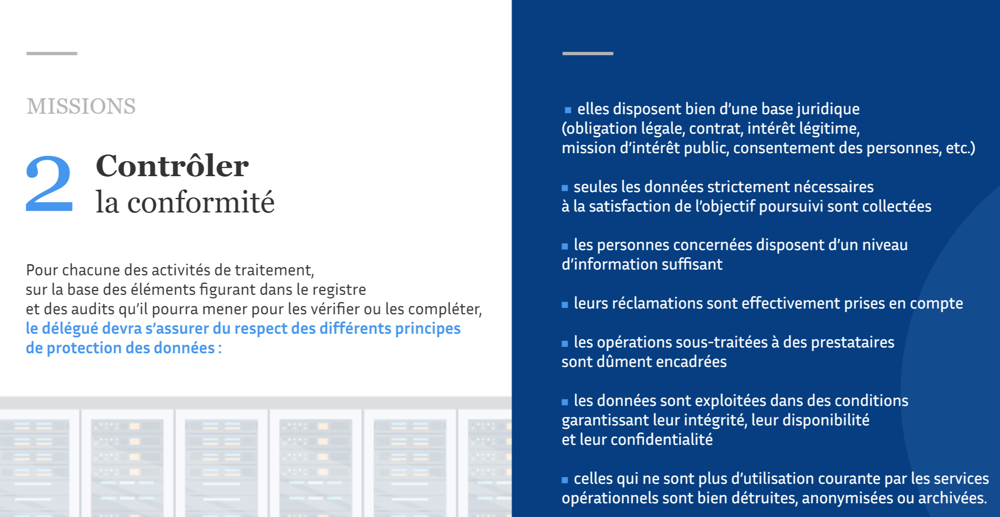 MISSIONS
2
Contrôler
la conformité
Pour chacune des activités de traitement,
sur la base des éléments figurant dans le registre
et des audits qu’il pourra mener pour les vérifier ou les compléter,
le délégué devra s’assurer du respect des différents principes
de protection des données :
▪ elles disposent bien d’une base juridique
(obligation légale, contrat, intérêt légitime,
mission d’intérêt public, consentement des personnes, etc.)
▪ seules les données strictement nécessaires
à la satisfaction de l’objectif poursuivi sont collectées
▪ les personnes concernées disposent d’un niveau
d’information suffisant
▪ leurs réclamations sont effectivement prises en compte
▪ les opérations sous-traitées à des prestataires
sont dûment encadrées
▪ les données sont exploitées dans des conditions
garantissant leur intégrité, leur disponibilité
et leur confidentialité
▪ celles qui ne sont plus d’utilisation courante par les services
opérationnels sont bien détruites, anonymisées ou archivées.